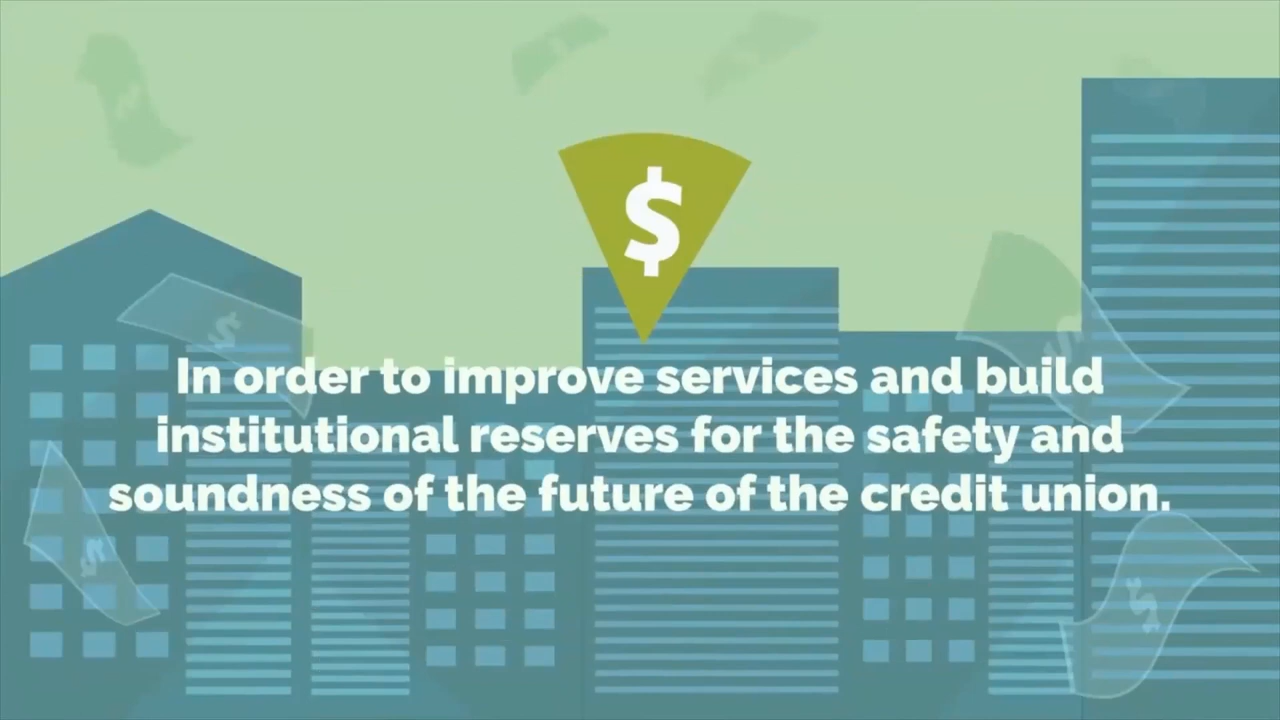 $
In order to improve services and build
institutional reserves for the safety and
soundness of the future of the credit union.